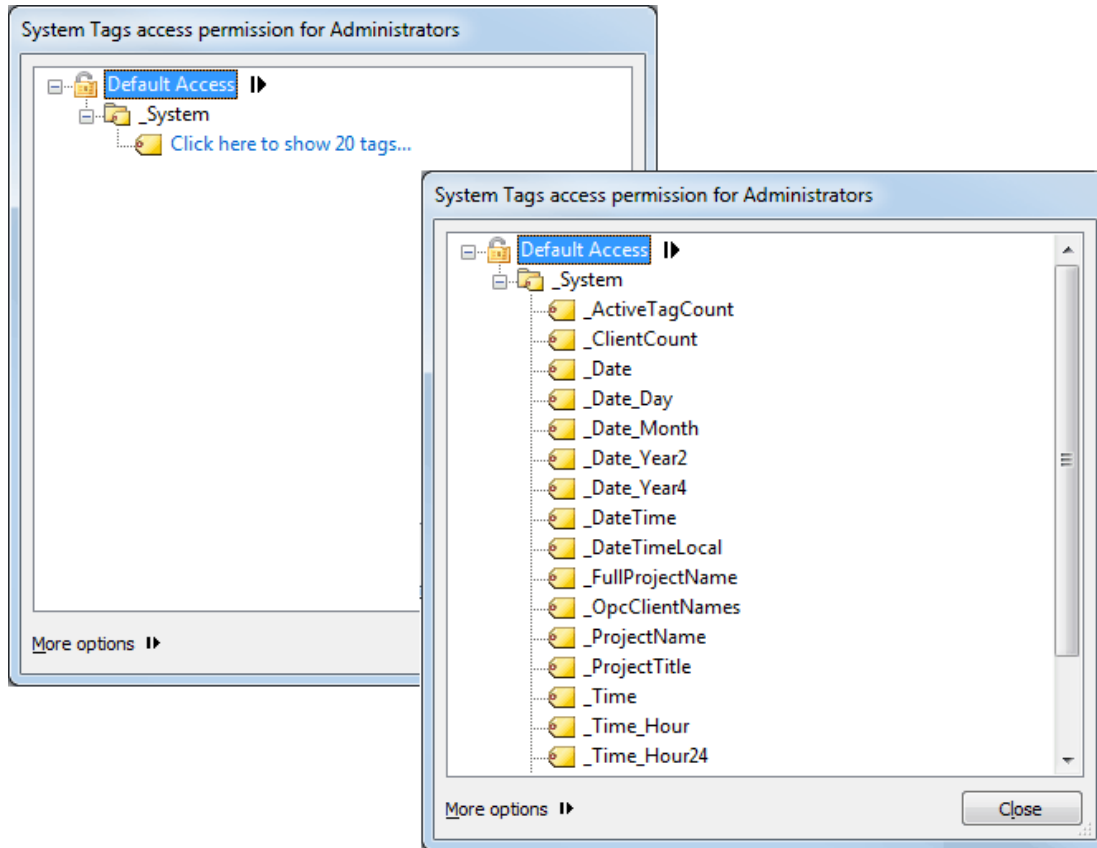 System Tags access permission for Administrators
Default Access
_System
Click here to show 20 tags...
More options
System Tags access permission for Administrators
Default Access
_System
_ActiveTagCount
_ClientCount
_Date
_Date_Day
_Date_Month
_Date_Year2
_Date_Year4
_DateTime
_DateTimeLocal
_FullProjectName
_OpcClientNames
_ProjectName
_ProjectTitle
_Time
_Time_Hour
_Time_Hour24
More options
Close